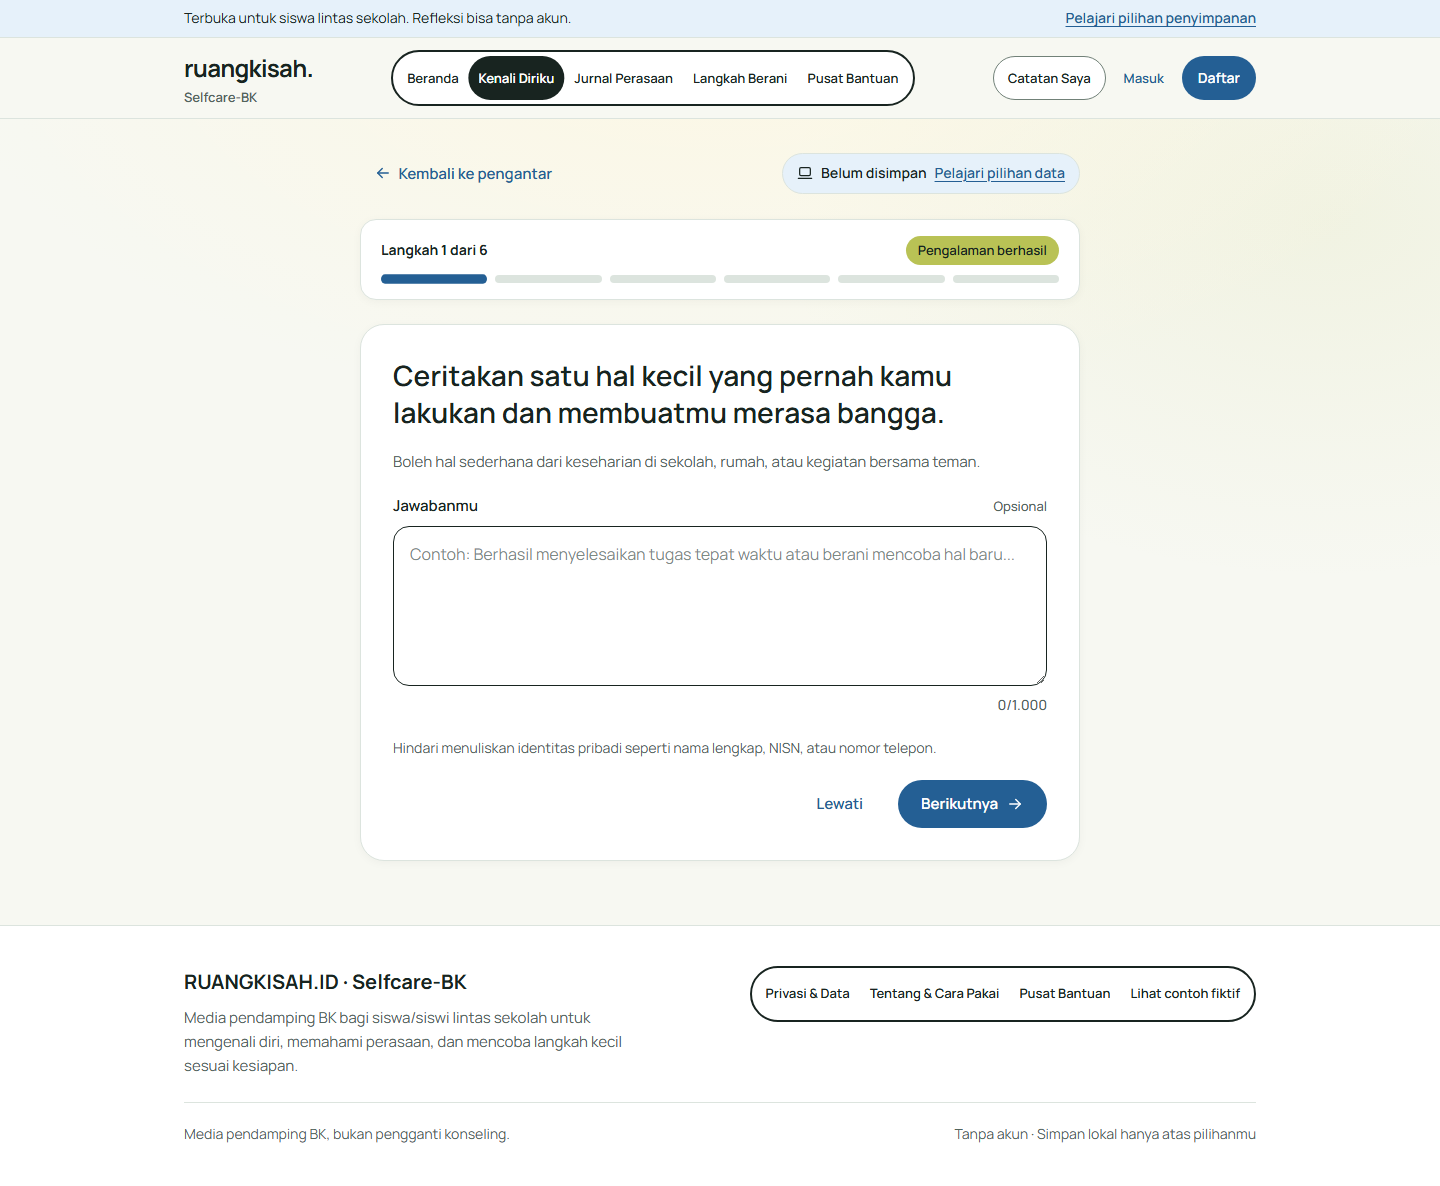 Terbuka untuk siswa lintas sekolah. Refleksi bisa tanpa akun.
Pelajari pilihan penyimpanan
ruangkisah.
Selfcare-BK
Beranda
Kenali Diriku
Jurnal Perasaan
Langkah Berani
Pusat Bantuan
Catatan Saya
Masuk
Daftar
Kembali ke pengantar
Belum disimpan
Pelajari pilihan data
Langkah 1 dari 6
Pengalaman berhasil
Ceritakan satu hal kecil yang pernah kamu
lakukan dan membuatmu merasa bangga.
Boleh hal sederhana dari keseharian di sekolah, rumah, atau kegiatan bersama teman.
Jawabanmu
Opsional
Contoh: Berhasil menyelesaikan tugas tepat waktu atau berani mencoba hal baru...
0/1.000
Hindari menuliskan identitas pribadi seperti nama lengkap, NISN, atau nomor telepon.
Lewati
Berikutnya
RUANGKISAH.ID · Selfcare-BK
Media pendamping BK bagi siswa/siswi lintas sekolah untuk
mengenali diri, memahami perasaan, dan mencoba langkah kecil
sesuai kesiapan.
Privasi & Data
Tentang & Cara Pakai
Pusat Bantuan
Lihat contoh fiktif
Media pendamping BK, bukan pengganti konseling.
Tanpa akun · Simpan lokal hanya atas pilihanmu